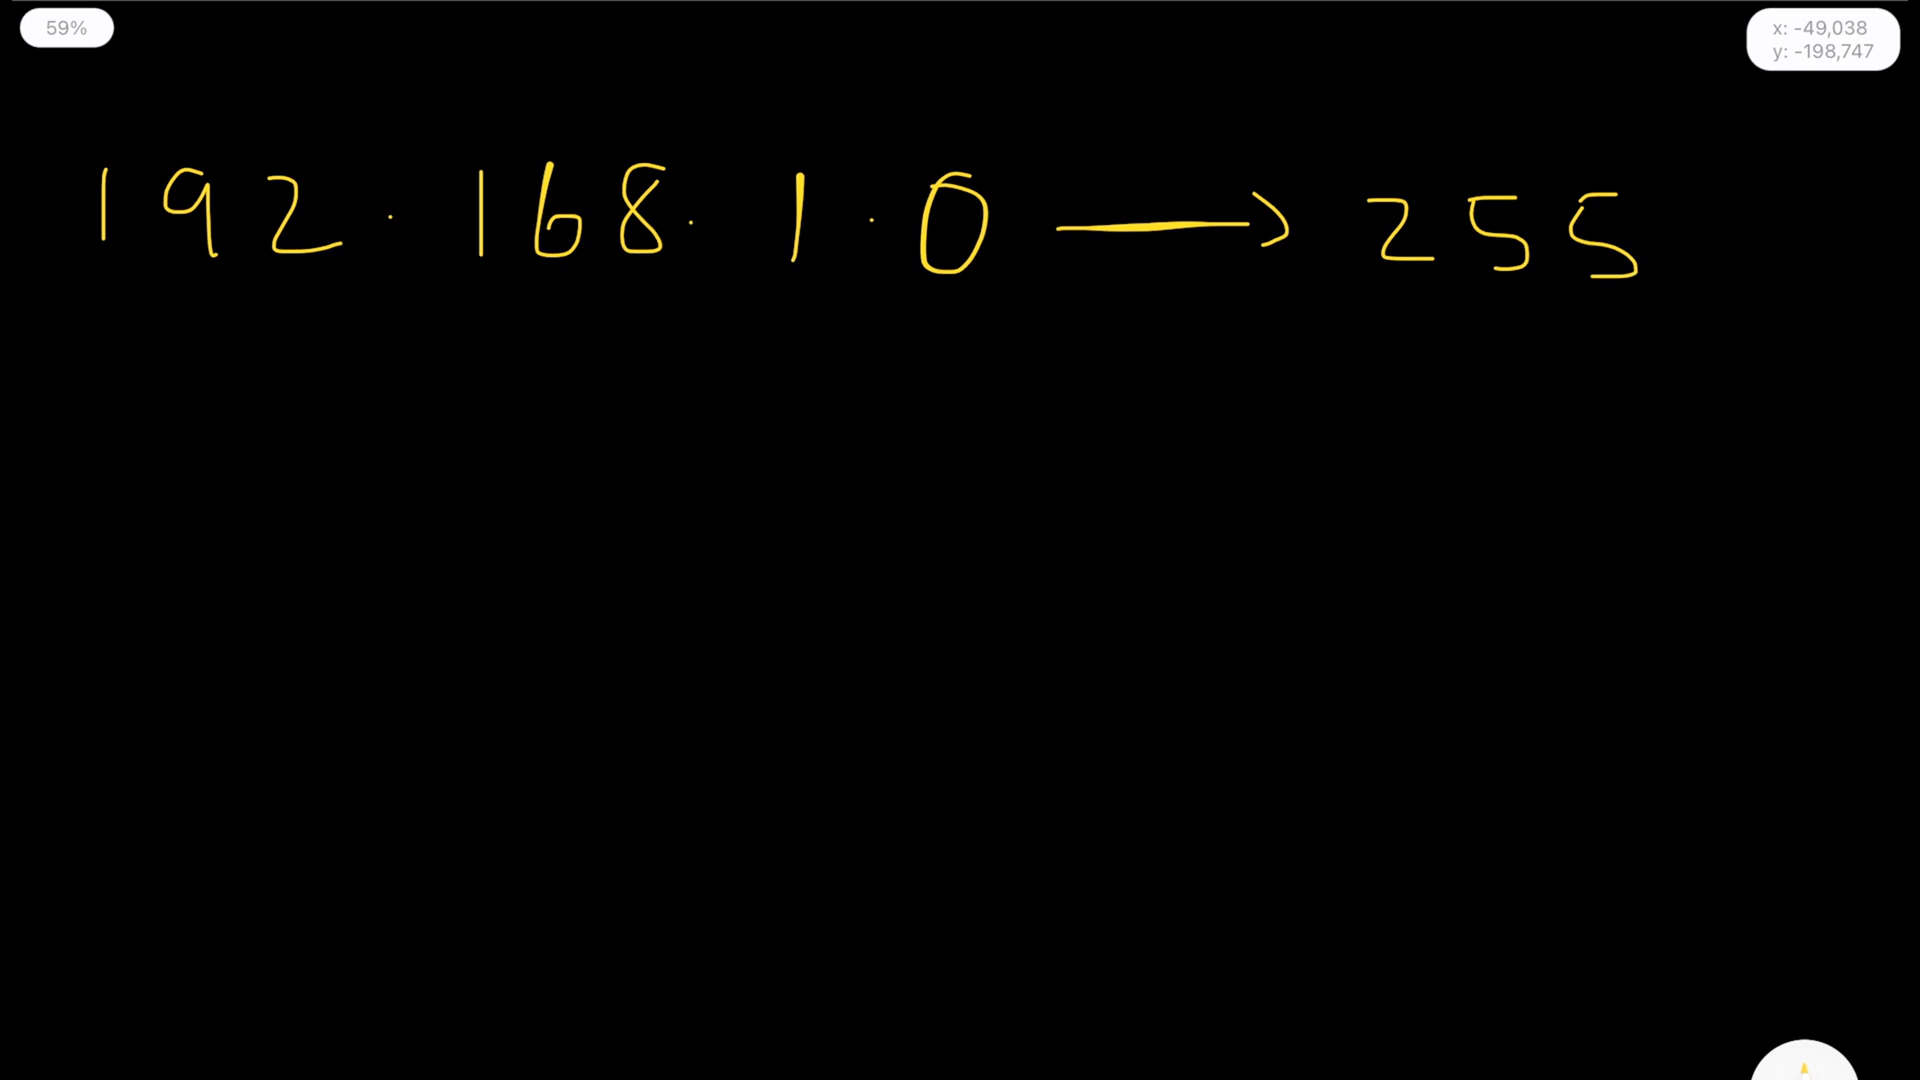 59%
x: -49,038
y: -198,747
192.168.1.0 → 255